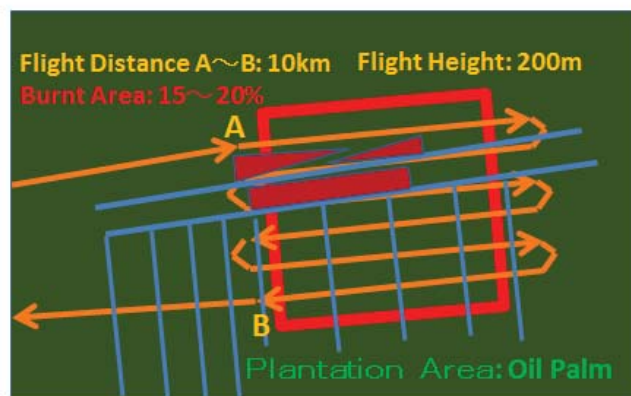 Flight Distance A～B: 10km Flight Height: 200m
Burnt Area: 15～20%
A
B
Plantation Area: Oil Palm